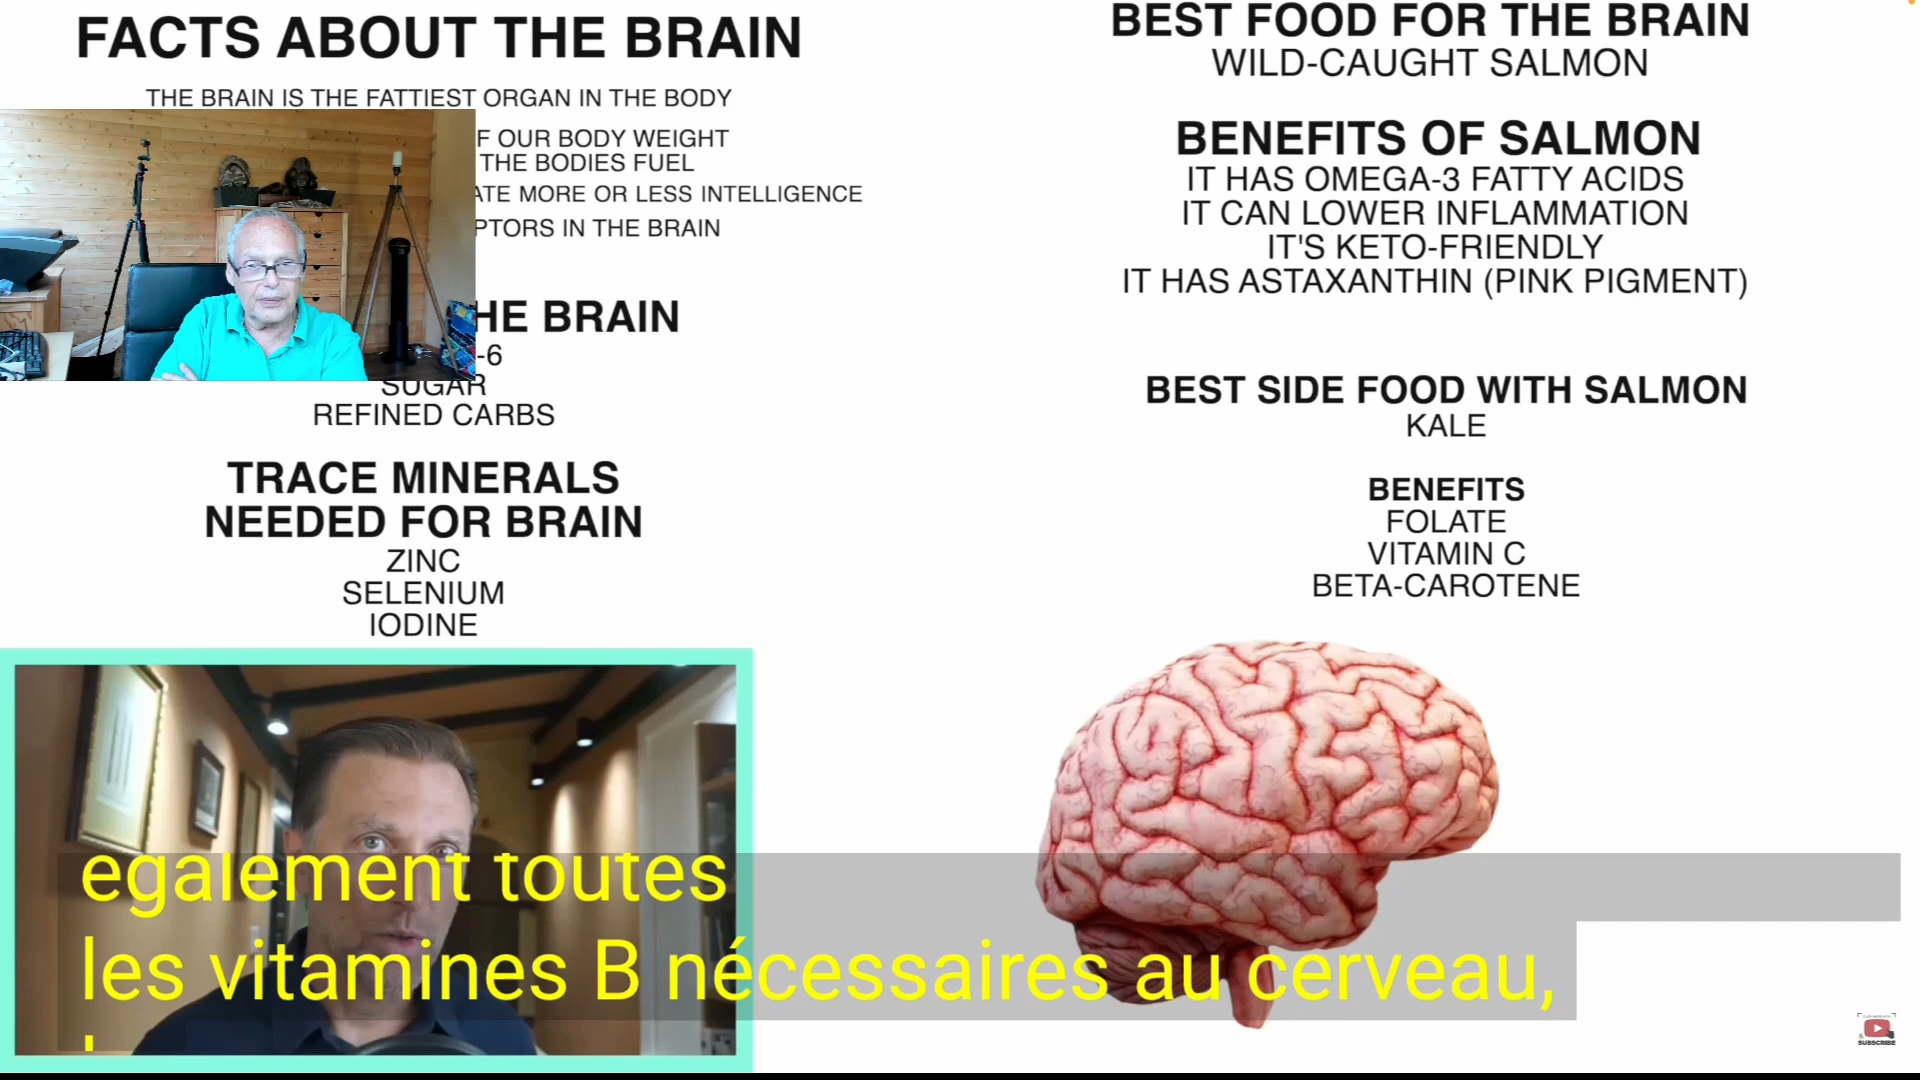 FACTS ABOUT THE BRAIN
THE BRAIN IS THE FATTIEST ORGAN IN THE BODY
F OUR BODY WEIGHT
THE BODIES FUEL
ATE MORE OR LESS INTELLIGENCE
PTORS IN THE BRAIN
HE BRAIN
-6
SUGAR
REFINED CARBS
TRACE MINERALS
NEEDED FOR BRAIN
ZINC
SELENIUM
IODINE
BEST FOOD FOR THE BRAIN
WILD-CAUGHT SALMON
BENEFITS OF SALMON
IT HAS OMEGA-3 FATTY ACIDS
IT CAN LOWER INFLAMMATION
IT'S KETO-FRIENDLY
IT HAS ASTAXANTHIN (PINK PIGMENT)
BEST SIDE FOOD WITH SALMON
KALE
BENEFITS
FOLATE
VITAMIN C
BETA-CAROTENE
également toutes
les vitamines B nécessaires au cerveau,
SUBSCRIBE